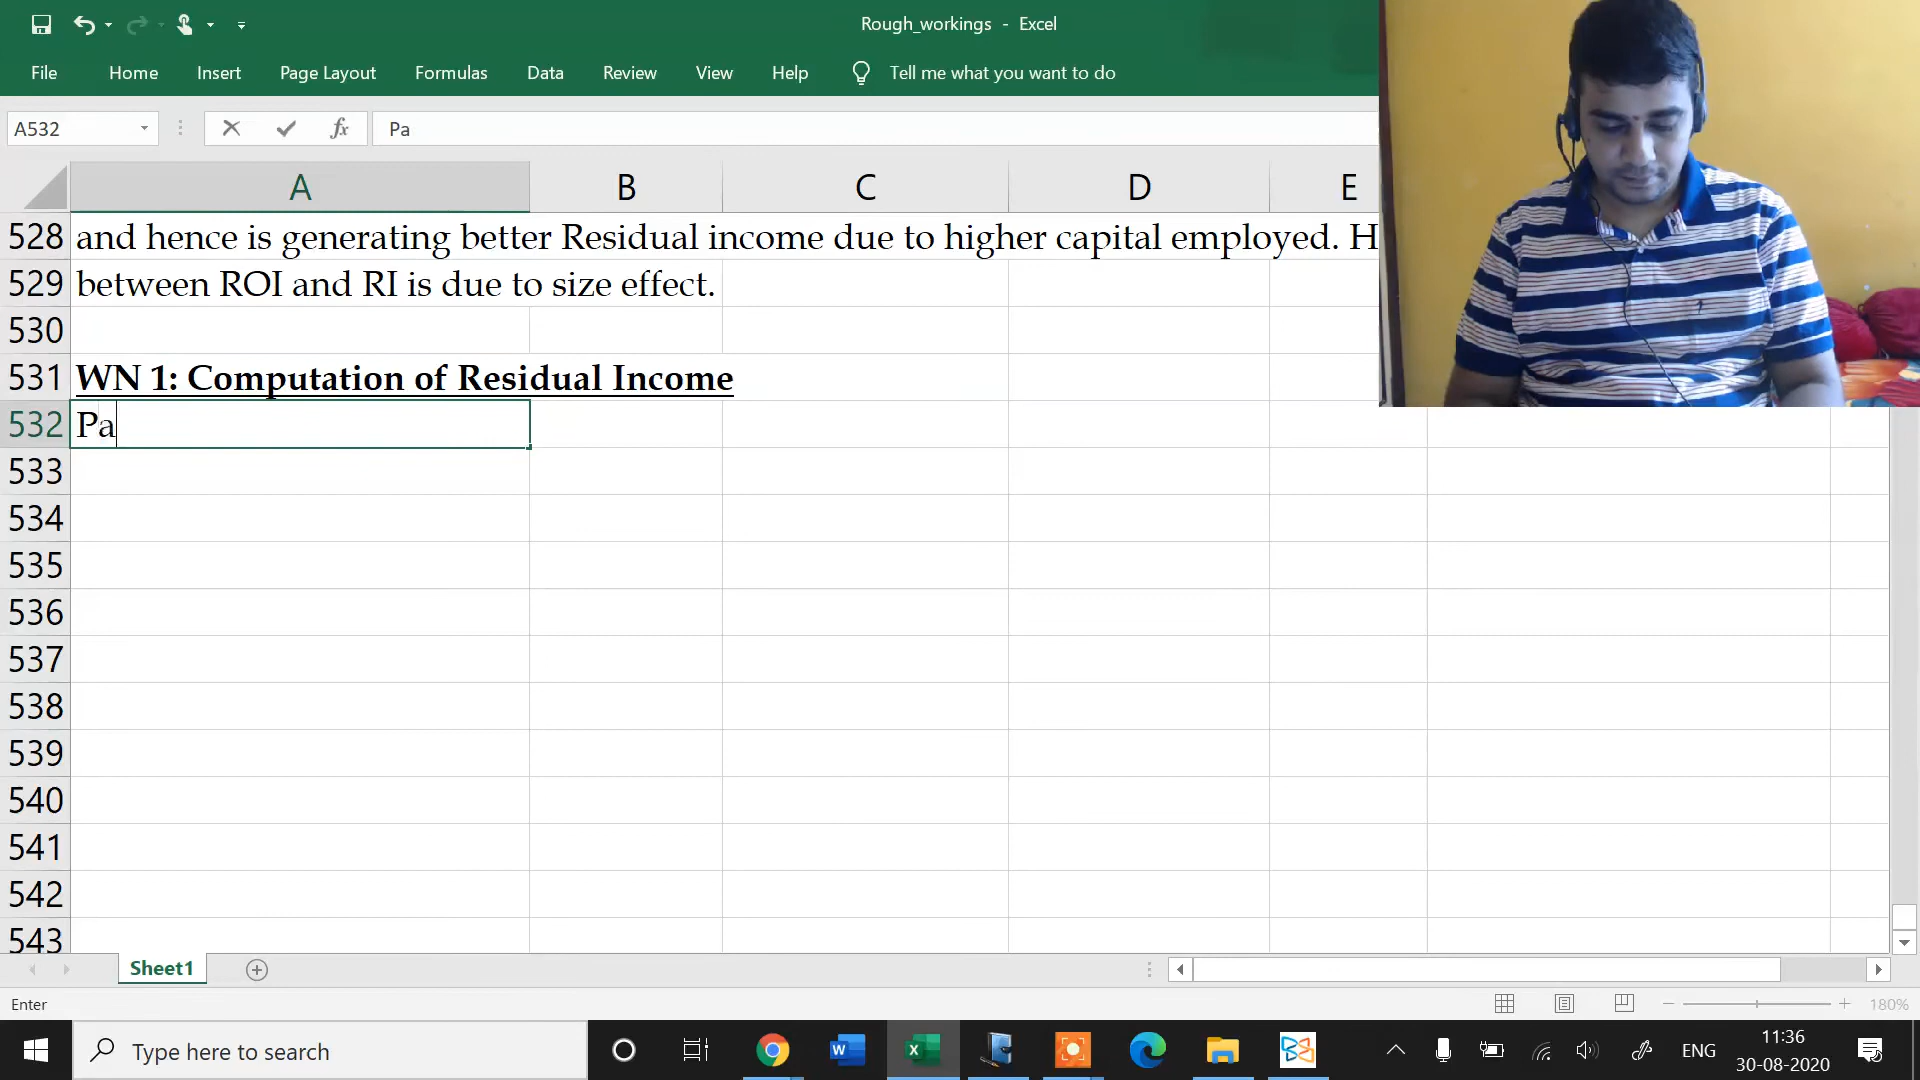 Rough_workings - Excel
File Home Insert Page Layout Formulas Data Review View Help Tell me what you want to do
A532 fx Pa
A B C D E
528 and hence is generating better Residual income due to higher capital employed. H
529 between ROI and RI is due to size effect.
530
531 WN 1: Computation of Residual Income
532 Pa
533
534
535
536
537
538
539
540
541
542
543
Sheet1
Enter 180%
Type here to search
ENG
11:36
30-08-2020